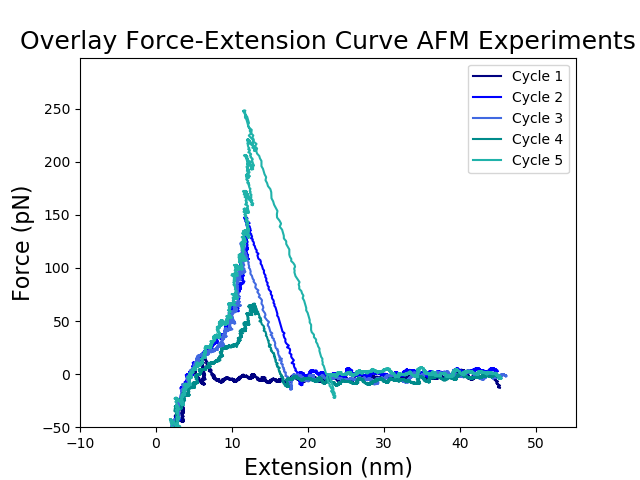 Overlay Force-Extension Curve AFM Experiments
Cycle 1
Cycle 2
Cycle 3
Cycle 4
Cycle 5
Force (pN)
250
200
150
100
50
0
−50
−10
0
10
20
30
40
50
Extension (nm)